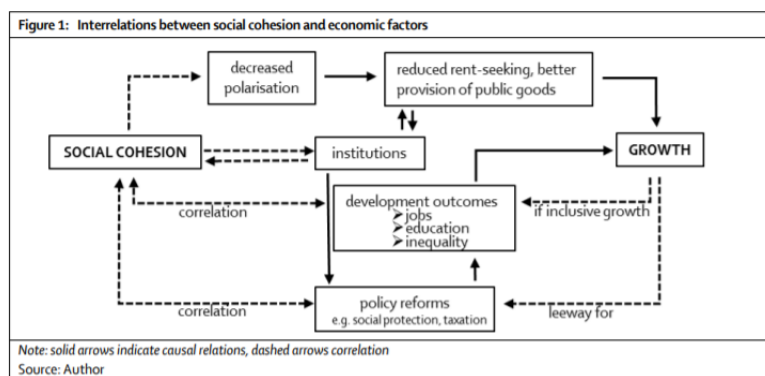 Figure 1: Interrelations between social cohesion and economic factors
decreased
polarisation
reduced rent-seeking, better
provision of public goods
SOCIAL COHESION
institutions
GROWTH
correlation
development outcomes
➢ jobs
➢ education
➢ inequality
if inclusive growth
correlation
policy reforms
e.g. social protection, taxation
leeway for
Note: solid arrows indicate causal relations, dashed arrows correlation
Source: Author